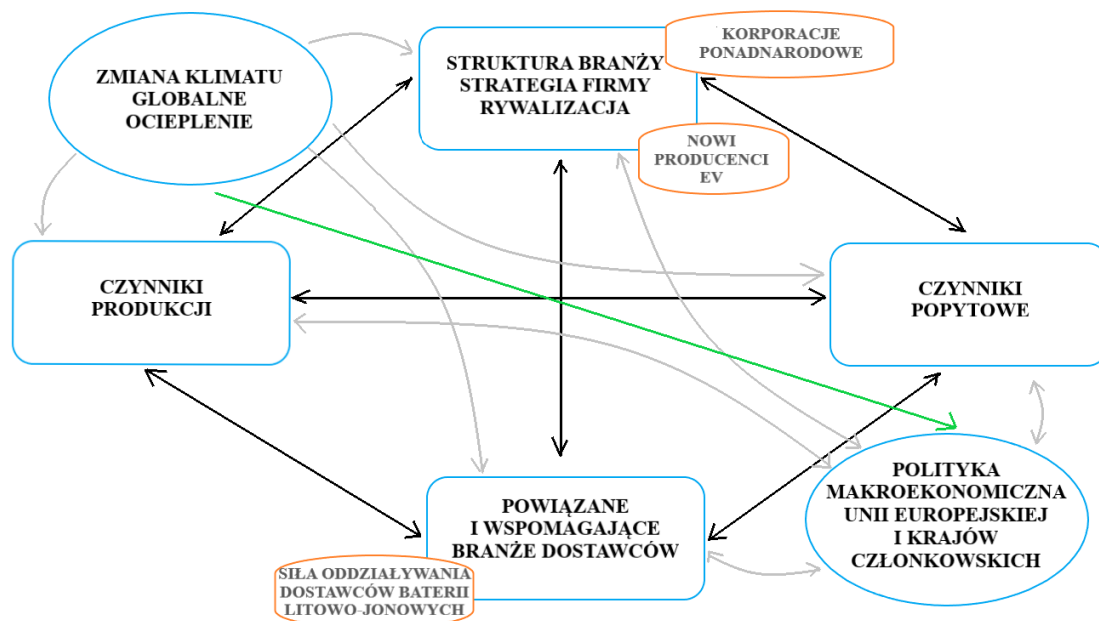 ZMIANA KLIMATU
GLOBALNE
OCIEPLENIE
STRUKTURA BRANŻY
STRATEGIA FIRMY
RYWALIZACJA
KORPORACJE
PONADNARODOWE
NOWI
PRODUCENCI
EV
CZYNNIKI
PRODUKCJI
CZYNNIKI
POPYTOWE
POWIĄZANE
I WSPOMAGAJĄCE
BRANŻE DOSTAWCÓW
SIŁA ODDZIAŁYWANIA
DOSTAWCÓW BATERII
LITOWO-JONOWYCH
POLITYKA
MAKROEKONOMICZNA
UNII EUROPEJSKIEJ
I KRAJÓW
CZŁONKOWSKICH